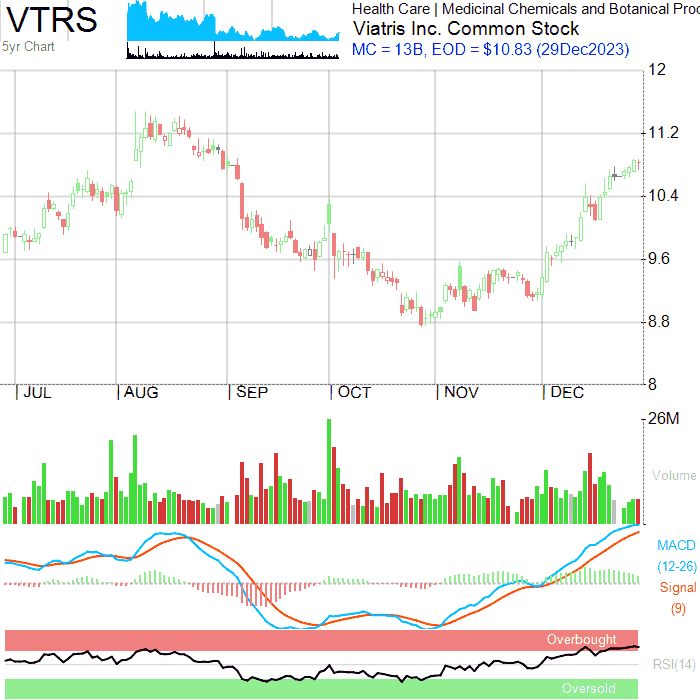 VTRS
5yr Chart
Health Care | Medicinal Chemicals and Botanical Proc
Viatris Inc. Common Stock
MC = 13B, EOD = $10.83 (29Dec2023)
12
11.2
10.4
9.6
8.8
8
| JUL
| AUG
| SEP
| OCT
| NOV
| DEC
26M
Volume
MACD
(12-26)
Signal
(9)
Overbought
RSI(14)
Oversold